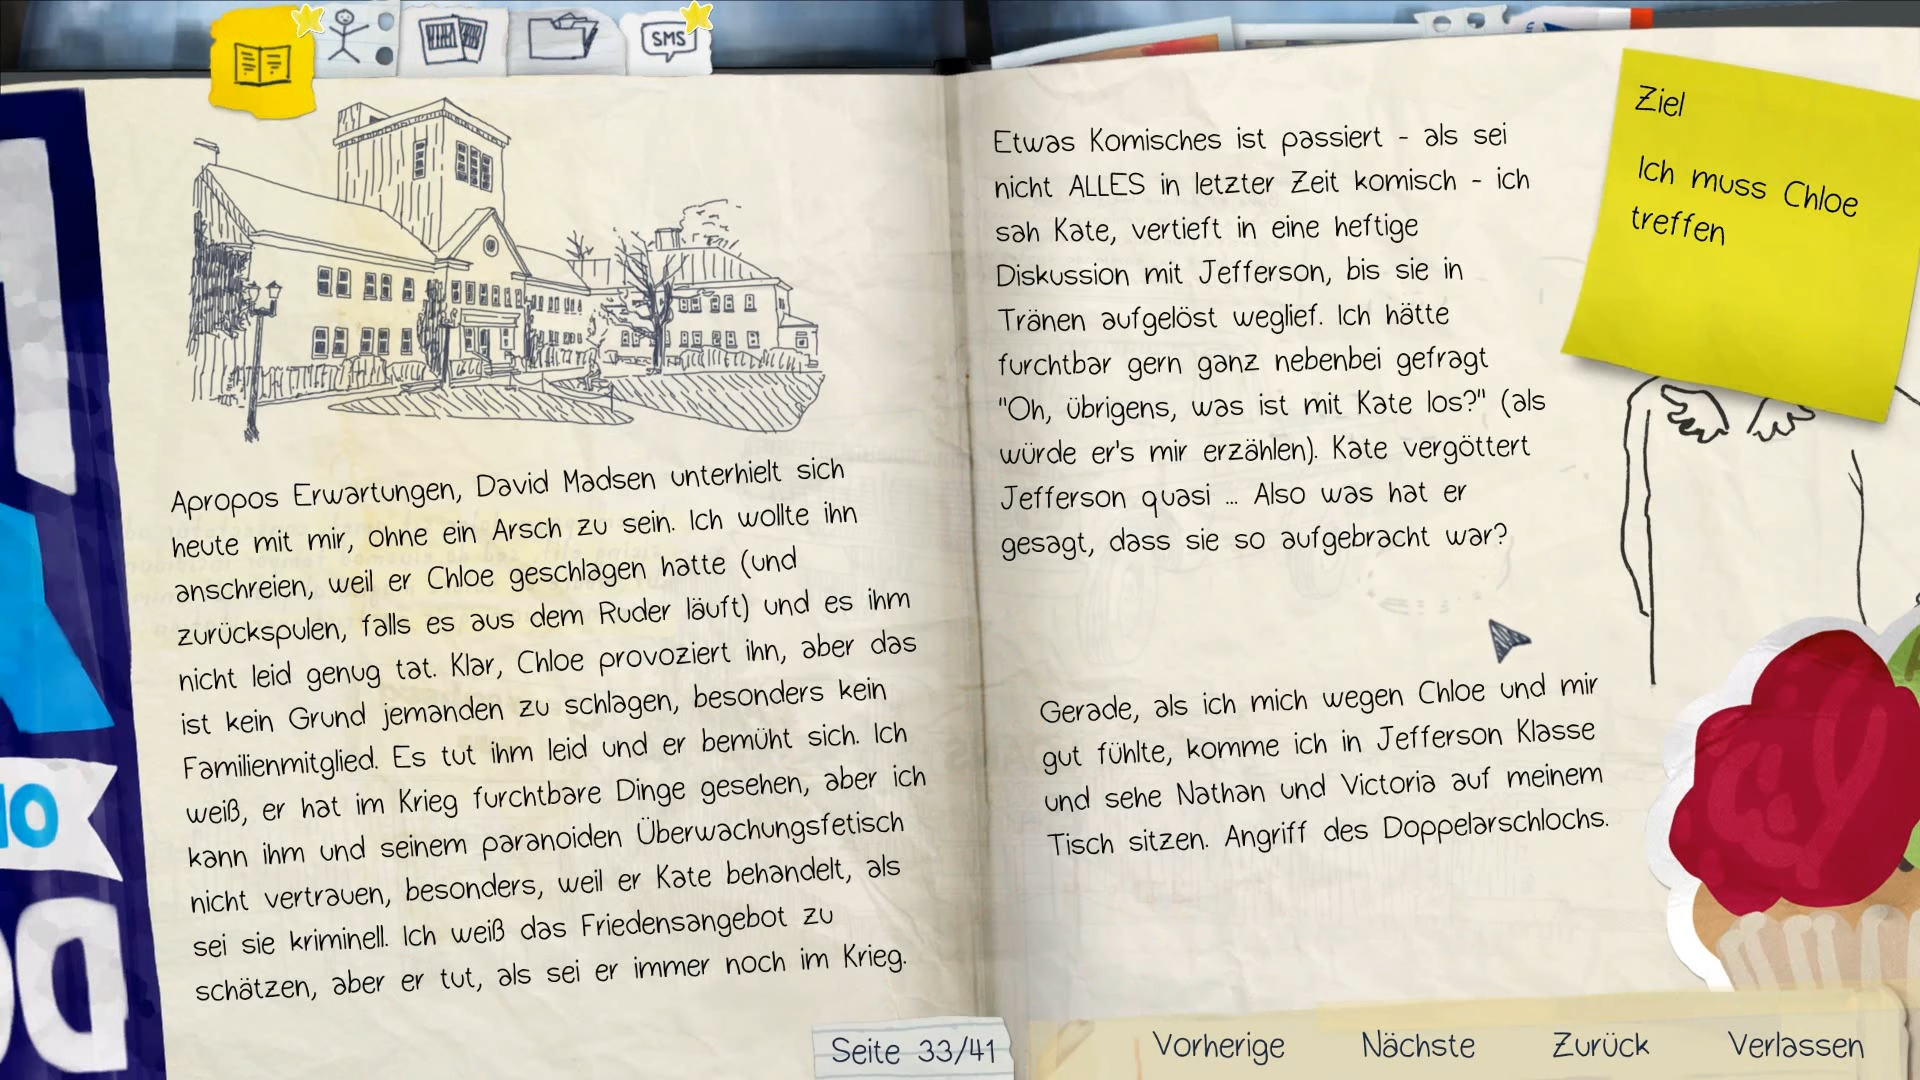 SMS
Apropos Erwartungen, David Madsen unterhielt sich
heute mit mir, ohne ein Arsch zu sein. Ich wollte ihn
anschreien, weil er Chloe geschlagen hatte (und
zurückspulen, falls es aus dem Ruder läuft) und es ihm
nicht leid genug tat. Klar, Chloe provoziert ihn, aber das
ist kein Grund jemanden zu schlagen, besonders kein
Familienmitglied. Es tut ihm leid und er bemüht sich. Ich
weiß, er hat im Krieg furchtbare Dinge gesehen, aber ich
kann ihm und seinem paranoiden Überwachungsfetisch
nicht vertrauen, besonders, weil er Kate behandelt, als
sei sie kriminell. Ich weiß das Friedensangebot zu
schätzen, aber er tut, als sei er immer noch im Krieg.
Etwas Komisches ist passiert - als sei
nicht ALLES in letzter Zeit komisch - ich
sah Kate, vertieft in eine heftige
Diskussion mit Jefferson, bis sie in
Tränen aufgelöst weglief. Ich hätte
furchtbar gern ganz nebenbei gefragt
"Oh, übrigens, was ist mit Kate los?" (als
würde er's mir erzählen). Kate vergöttert
Jefferson quasi ... Also was hat er
gesagt, dass sie so aufgebracht war?
Gerade, als ich mich wegen Chloe und mir
gut fühlte, komme ich in Jefferson Klasse
und sehe Nathan und Victoria auf meinem
Tisch sitzen. Angriff des Doppelarschlochs.
Ziel
Ich muss Chloe
treffen
Seite 33/41
Vorherige
Nächste
Zurück
Verlassen